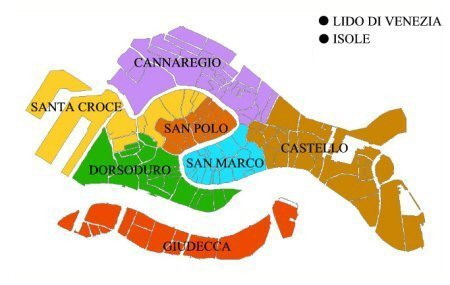 LIDO DI VENEZIA
ISOLE
CANNAREGIO
SANTA CROCE
SAN POLO
SAN MARCO
CASTELLO
DORSODURO
GIUDECCA